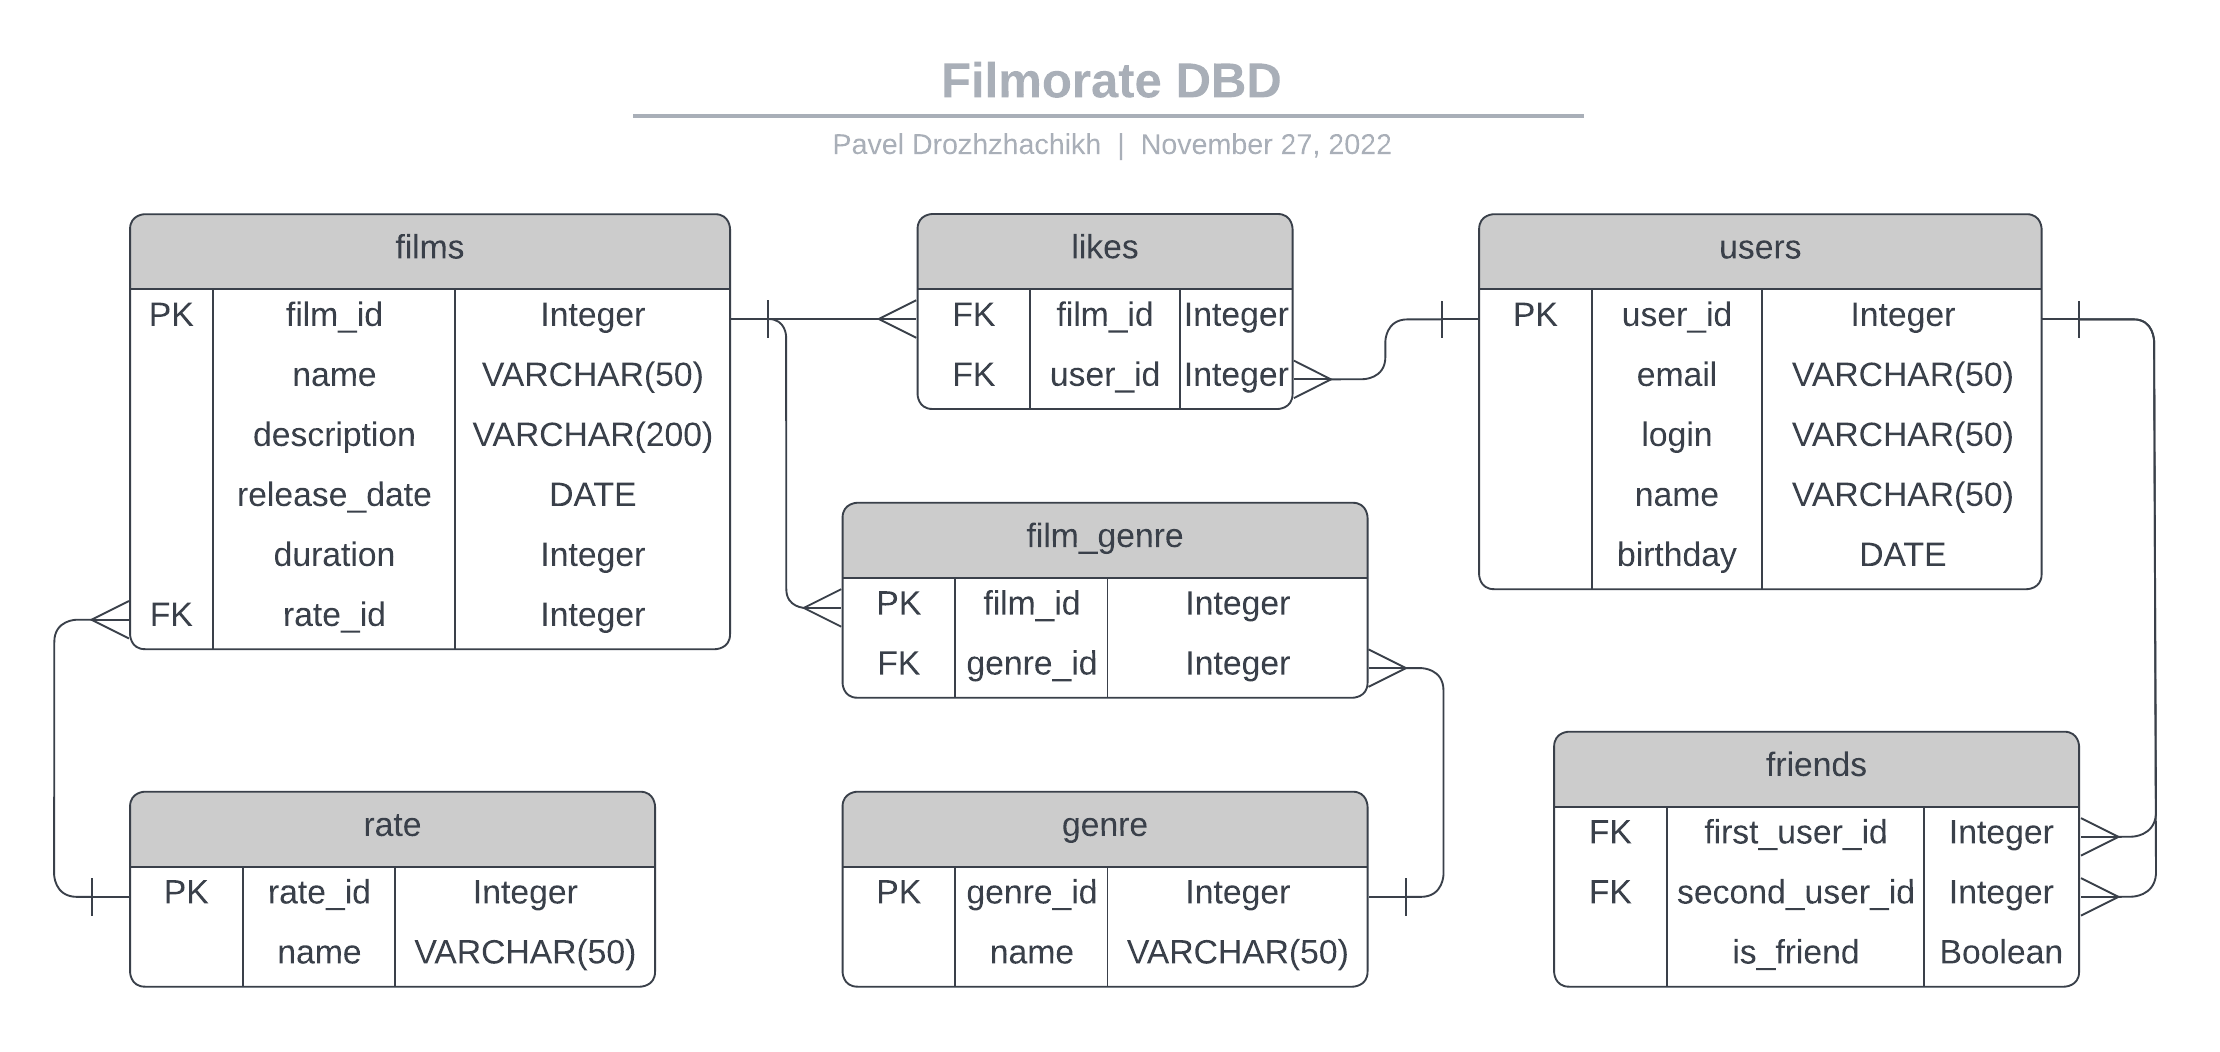 Filmorate DBD
Pavel Drozhzhachikh | November 27, 2022
films
PK film_id Integer
name VARCHAR(50)
description VARCHAR(200)
release_date DATE
duration Integer
FK rate_id Integer
likes
FK film_id Integer
FK user_id Integer
users
PK user_id Integer
email VARCHAR(50)
login VARCHAR(50)
name VARCHAR(50)
birthday DATE
film_genre
PK film_id Integer
FK genre_id Integer
rate
PK rate_id Integer
name VARCHAR(50)
genre
PK genre_id Integer
name VARCHAR(50)
friends
FK first_user_id Integer
FK second_user_id Integer
is_friend Boolean